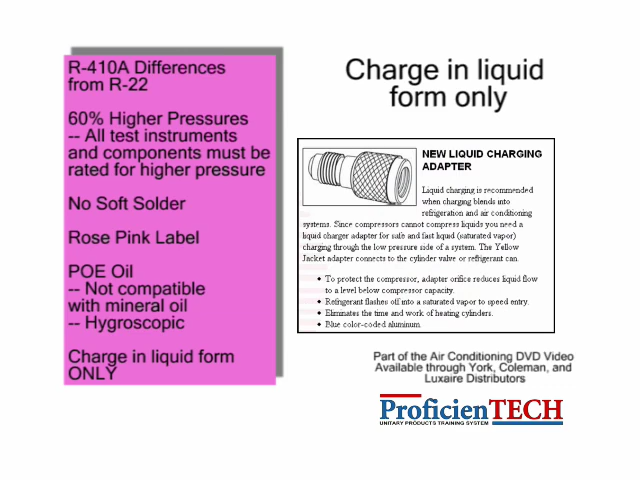 R-410A Differences
from R-22
60% Higher Pressures
-- All test instruments
and components must be
rated for higher pressure
No Soft Solder
Rose Pink Label
POE Oil
-- Not compatible
with mineral oil
-- Hygroscopic
Charge in liquid form
ONLY
Charge in liquid
form only
NEW LIQUID CHARGING
ADAPTER
Liquid charging is recommended
when charging blends into
refrigeration and air conditioning
systems. Since compressors cannot compress liquids you need a
liquid charger adapter for safe and fast liquid (saturated vapor)
charging through the low pressure side of a system. The Yellow
Jacket adapter connects to the cylinder valve or refrigerant can.
• To protect the compressor, adapter orifice reduces liquid flow
to a level below compressor capacity.
• Refrigerant flashes off into a saturated vapor to speed entry.
• Eliminates the time and work of heating cylinders.
• Blue color-coded aluminum.
Part of the Air Conditioning DVD Video
Available through York, Coleman, and
Luxaire Distributors
ProficienTECH
UNITARY PRODUCTS TRAINING SYSTEM